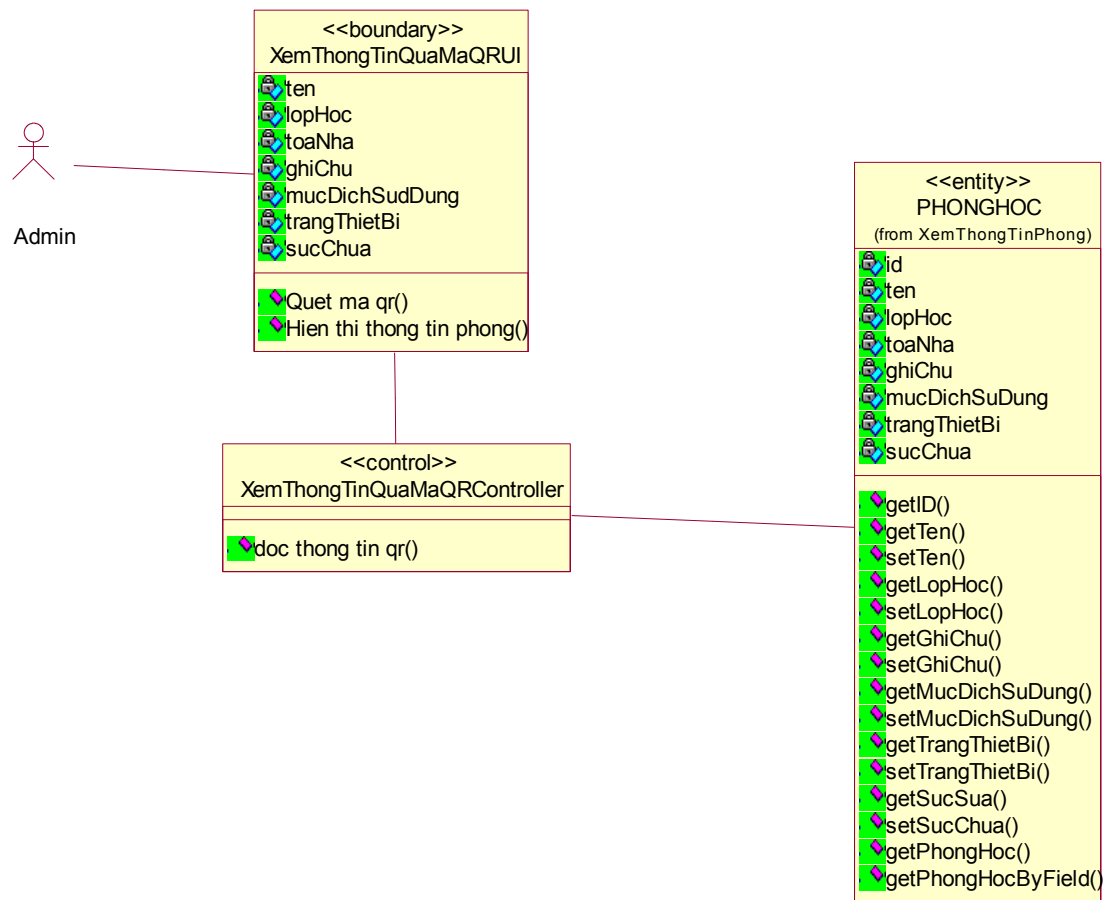 <<boundary>>
XemThongTinQuaMaQRUI
ten
lopHoc
toaNha
ghiChu
mucDichSudDung
trangThietBi
sucChua
Quet ma qr()
Hien thi thong tin phong()
Admin
<<control>>
XemThongTinQuaMaQRController
doc thong tin qr()
<<entity>>
PHONGHOC
(from XemThongTinPhong)
id
ten
lopHoc
toaNha
ghiChu
mucDichSuDung
trangThietBi
sucChua
getID()
getTen()
setTen()
getLopHoc()
setLopHoc()
getGhiChu()
setGhiChu()
getMucDichSuDung()
setMucDichSuDung()
getTrangThietBi()
setTrangThietBi()
getSucSua()
setSucChua()
getPhongHoc()
getPhongHocByField()